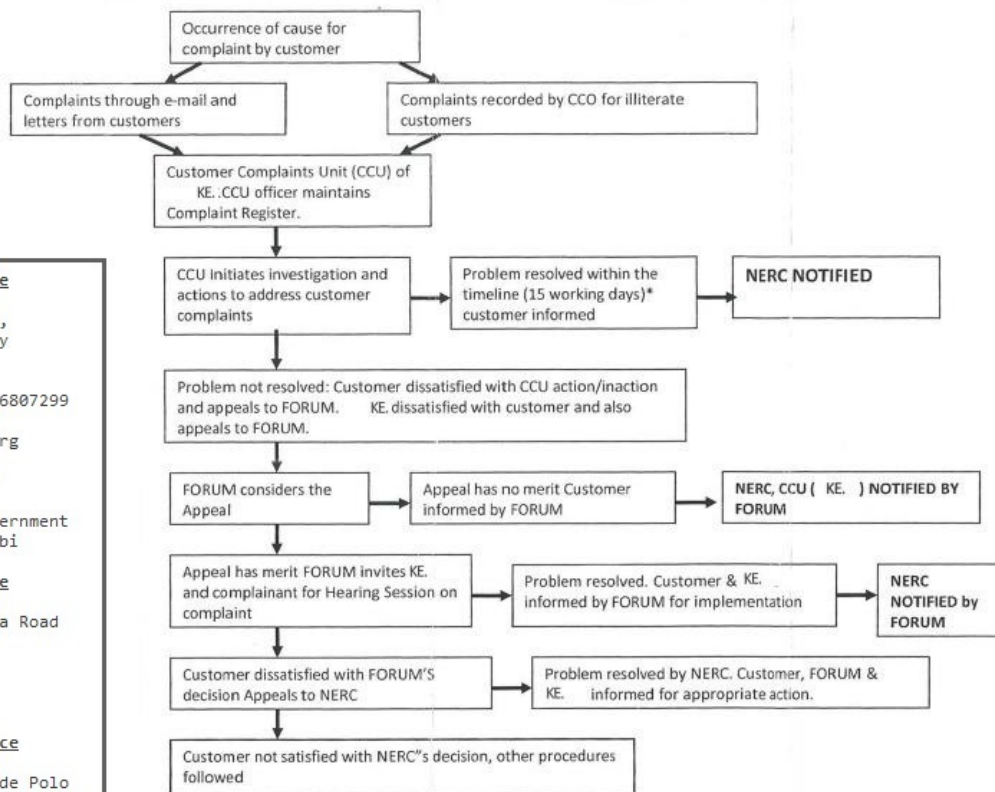 Occurrence of cause for
complaint by customer
Complaints through e-mail and
letters from customers
Complaints recorded by CCO for illiterate
customers
Customer Complaints Unit (CCU) of
KE. .CCU officer maintains
Complaint Register.
CCU Initiates investigation and
actions to address customer
complaints
Problem resolved within the
timeline (15 working days)*
customer informed
NERC NOTIFIED
Problem not resolved: Customer dissatisfied with CCU action/inaction
and appeals to FORUM. KE. dissatisfied with customer and also
appeals to FORUM.
FORUM considers the
Appeal
Appeal has no merit Customer
informed by FORUM
NERC, CCU ( KE. ) NOTIFIED BY
FORUM
Appeal has merit FORUM invites KE.
and complainant for Hearing Session on
complaint
Problem resolved. Customer & KE.
informed by FORUM for implementation
NERC
NOTIFIED by
FORUM
Customer dissatisfied with FORUM'S
decision Appeals to NERC
Problem resolved by NERC. Customer, FORUM &
KE. informed for appropriate action.
Customer not satisfied with NERC"s decision, other procedures
followed
e
,
y
6807299
rg
ernment
bi
e
a Road
ce
de Polo